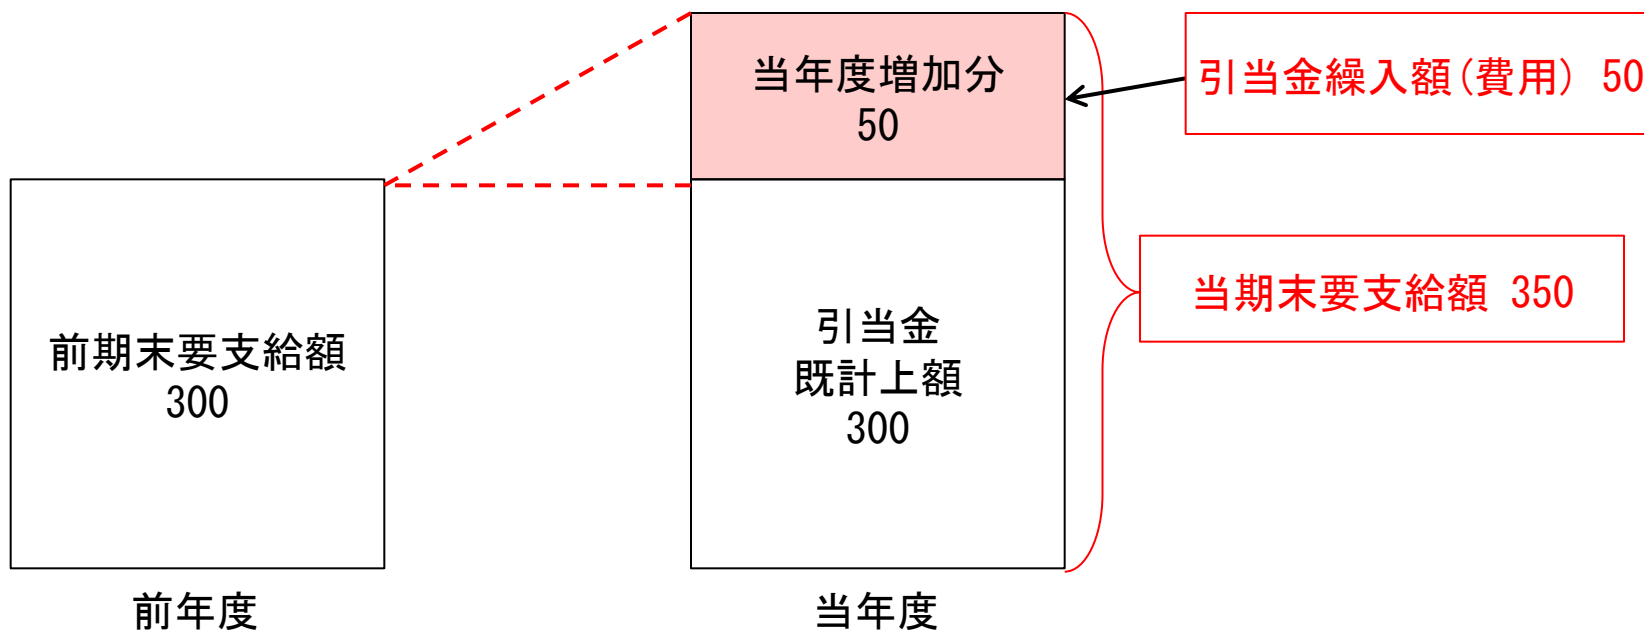 当年度増加分
50
引当金繰入額(費用) 50
前期末要支給額
300
引当金
既計上額
300
当期末要支給額 350
前年度
当年度